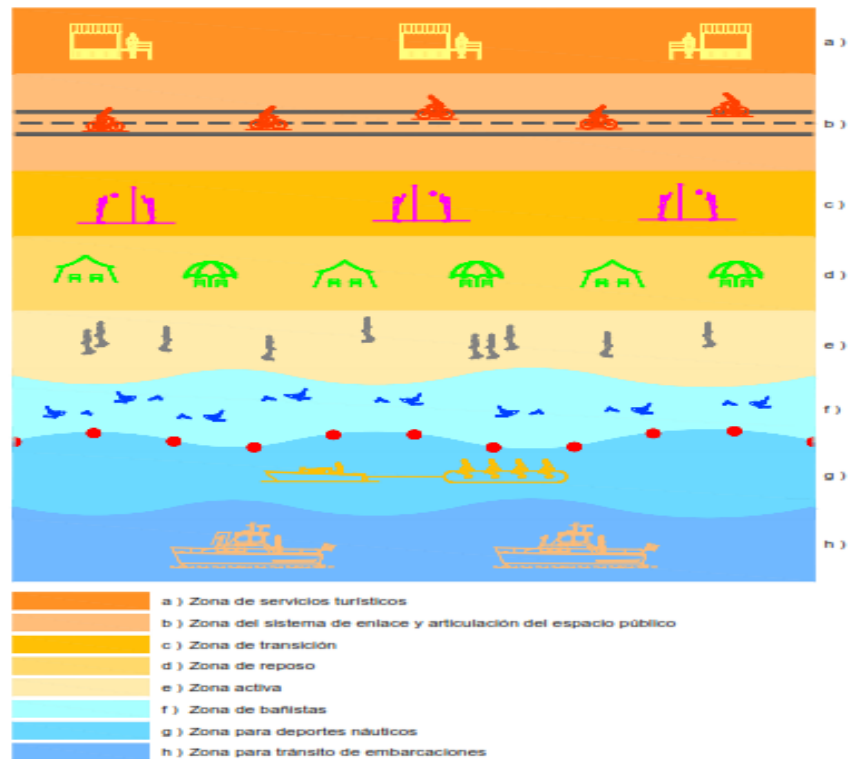 a )
b )
c )
d )
e )
f )
g )
h )
a ) Zona de servicios turísticos
b ) Zona del sistema de enlace y articulación del espacio público
c ) Zona de transición
d ) Zona de reposo
e ) Zona activa
f ) Zona de bañistas
g ) Zona para deportes náuticos
h ) Zona para tránsito de embarcaciones